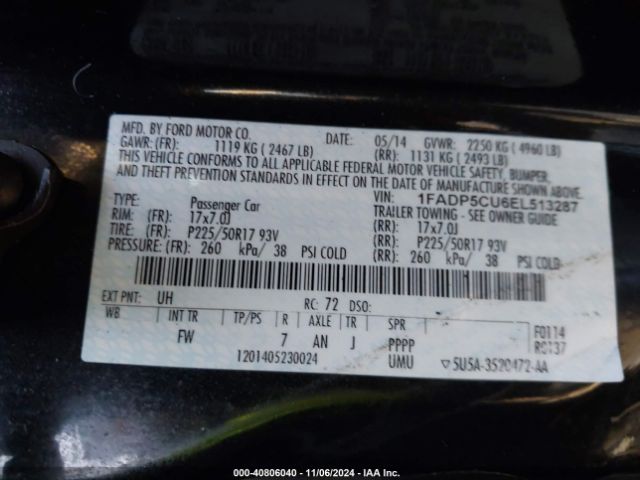 MFD. BY FORD MOTOR CO. DATE: 05/14 GVWR: 2250 KG ( 4960 LB)
GAWR: (FR): 1119 KG ( 2467 LB) (RR): 1131 KG ( 2493 LB)
THIS VEHICLE CONFORMS TO ALL APPLICABLE FEDERAL MOTOR VEHICLE SAFETY, BUMPER,
AND THEFT PREVENTION STANDARDS IN EFFECT ON THE DATE OF MANUFACTURE SHOWN ABOVE.
VIN: 1FADP5CU6EL513287
TYPE: Passenger Car TRAILER TOWING - SEE OWNER GUIDE
RIM: (FR) 17x7.0J (RR) 17x7.0J
TIRE: (FR) P225/50R17 93V (RR) P225/50R17 93V
PRESSURE: (FR) 260 kPa/ 38 PSI COLD (RR) 260 kPa/ 38 PSI COLD
EXT PNT: UH RC: 72 DSO:
WB INT TR TP/PS R AXLE TR SPR F0114
FW 7 AN J PPPP R0137
1201405230024 UMU ▽5U5A-3520472-AA
000-40806040 - 11/06/2024 - IAA Inc.